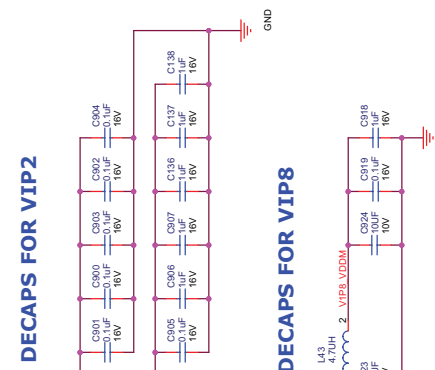 DECAPS FOR VIP2
C901
0.1uF
16V
C900
0.1uF
16V
C903
0.1uF
16V
C902
0.1uF
16V
C904
0.1uF
16V
C905
0.1uF
16V
C906
1uF
16V
C907
1uF
16V
C136
1uF
16V
C137
1uF
16V
C138
1uF
16V
GND
DECAPS FOR VIP8
L43
4.7UH
2
V1P8 VDDM
C924
10UF
10V
C919
0.1uF
16V
C918
1uF
16V